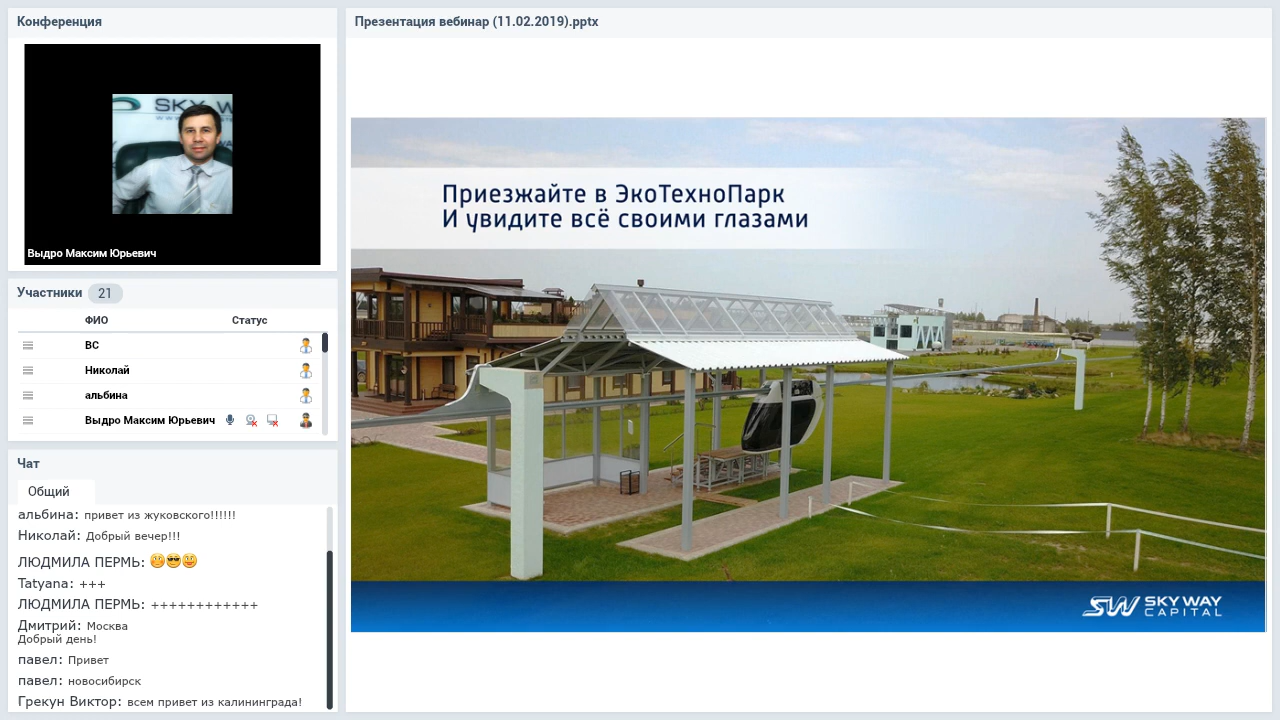 Конференция
SKY W
Выдро Максим Юрьевич
Участники 21
ФИО Статус
ВС
Николай
альбина
Выдро Максим Юрьевич
Чат
Общий
альбина: привет из жуковского!!!!!!
Николай: Добрый вечер!!!
ЛЮДМИЛА ПЕРМЬ:
Tatyana: +++
ЛЮДМИЛА ПЕРМЬ: ++++++++++++
Дмитрий: Москва
Добрый день!
павел: Привет
павел: новосибирск
Грекун Виктор: всем привет из калининграда!
Презентация вебинар (11.02.2019).pptx
Приезжайте в ЭкоТехноПарк
И увидите всё своими глазами
SW SKY WAY
CAPITAL